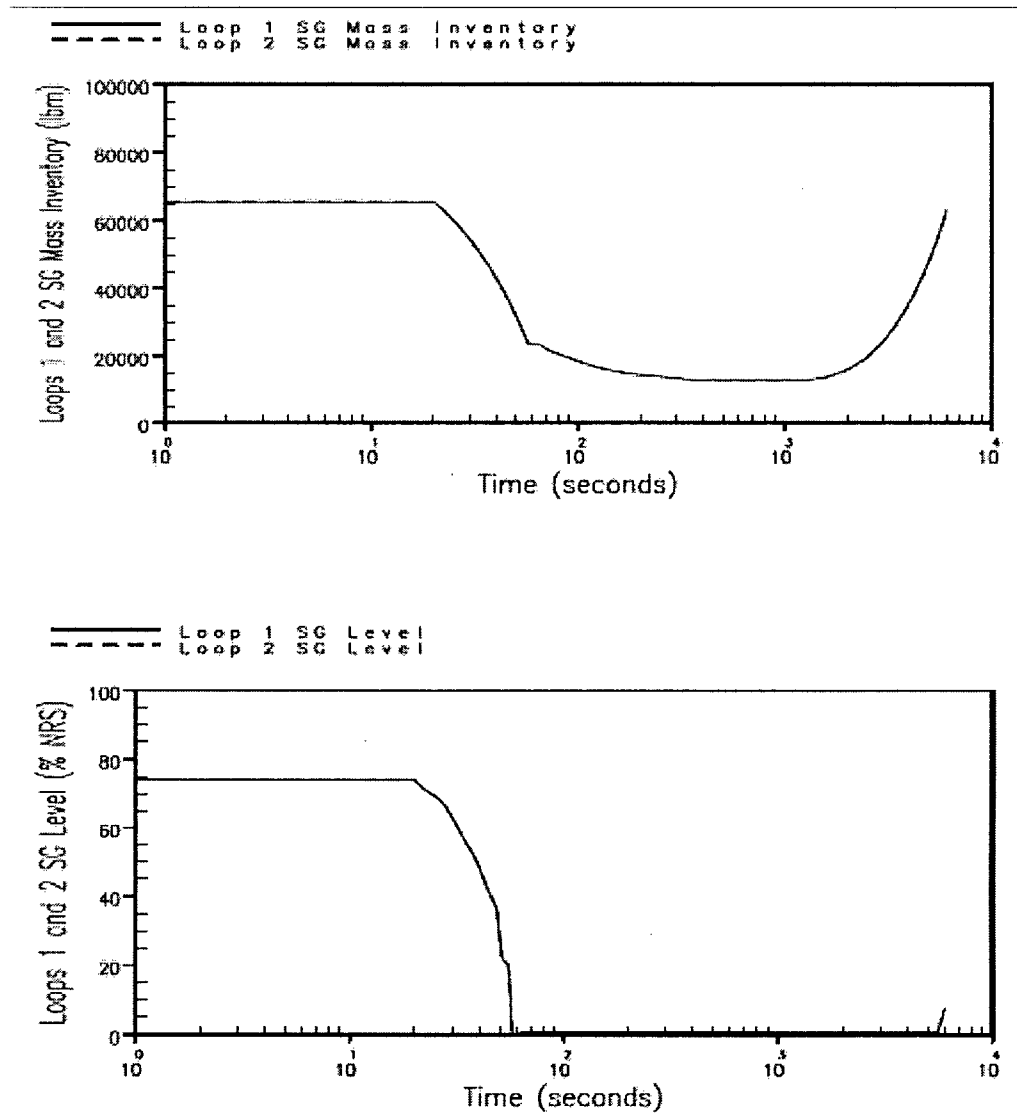 Loop 1 SG Mass Inventory
Loop 2 SG Mass Inventory
Loops 1 and 2 SG Mass Inventory (lbm)
100000
80000
60000
40000
20000
0
10^0 10^1 10^2 10^3 10^4
Time (seconds)
Loop 1 SG Level
Loop 2 SG Level
Loops 1 and 2 SG Level (% NRS)
100
80
60
40
20
0
10^0 10^1 10^2 10^3 10^4
Time (seconds)